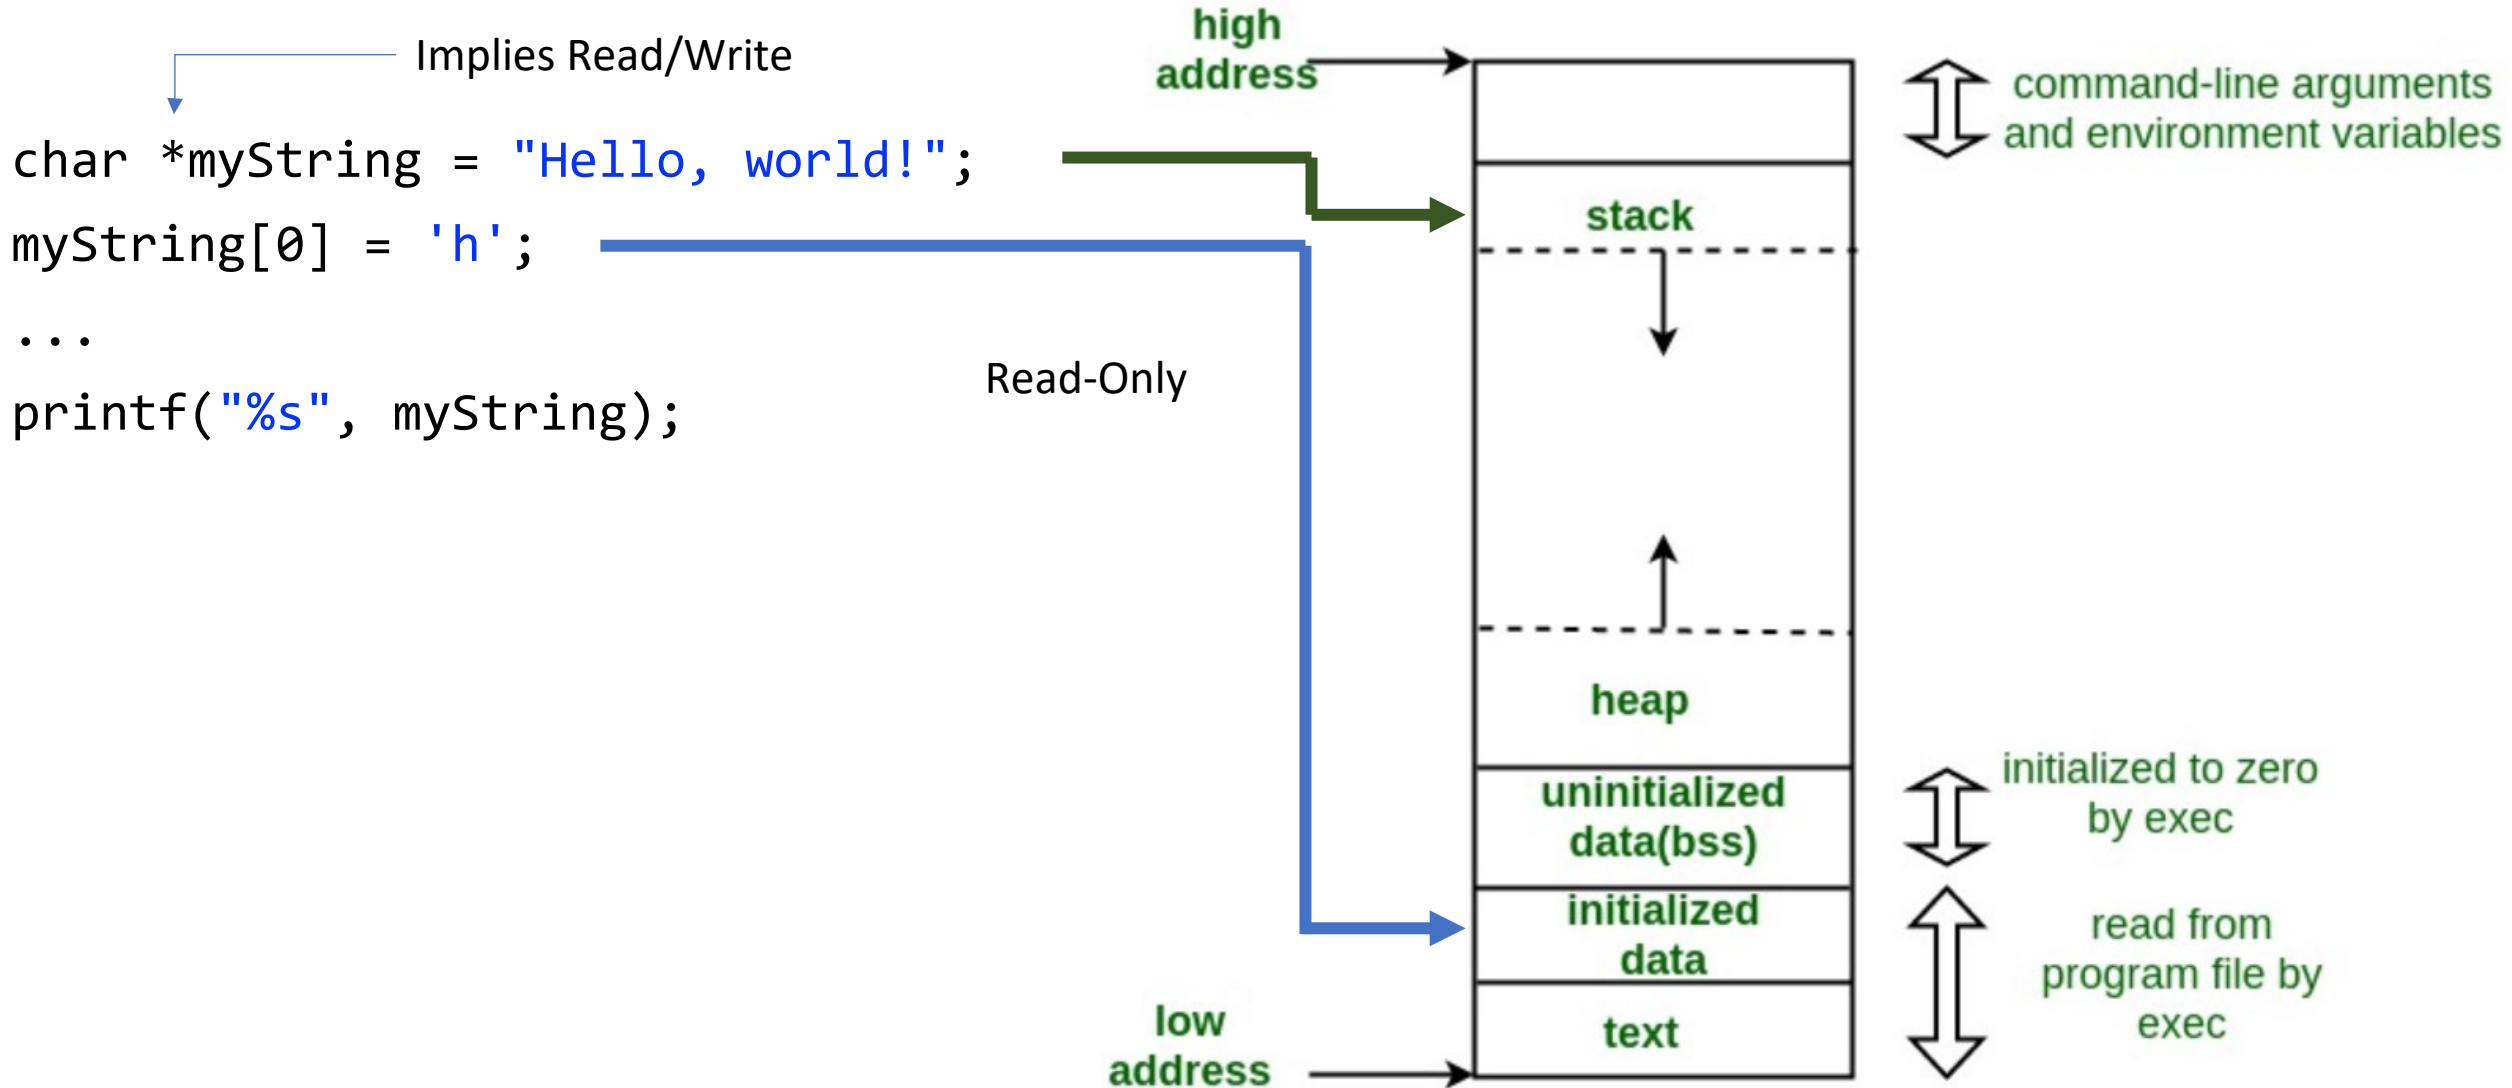 Implies Read/Write
char *myString = "Hello, world!";
myString[0] = 'h';
...
printf("%s", myString);
Read-Only
high
address
command-line arguments
and environment variables
stack
heap
uninitialized
data(bss)
initialized to zero
by exec
initialized
data
read from
program file by
exec
text
low
address